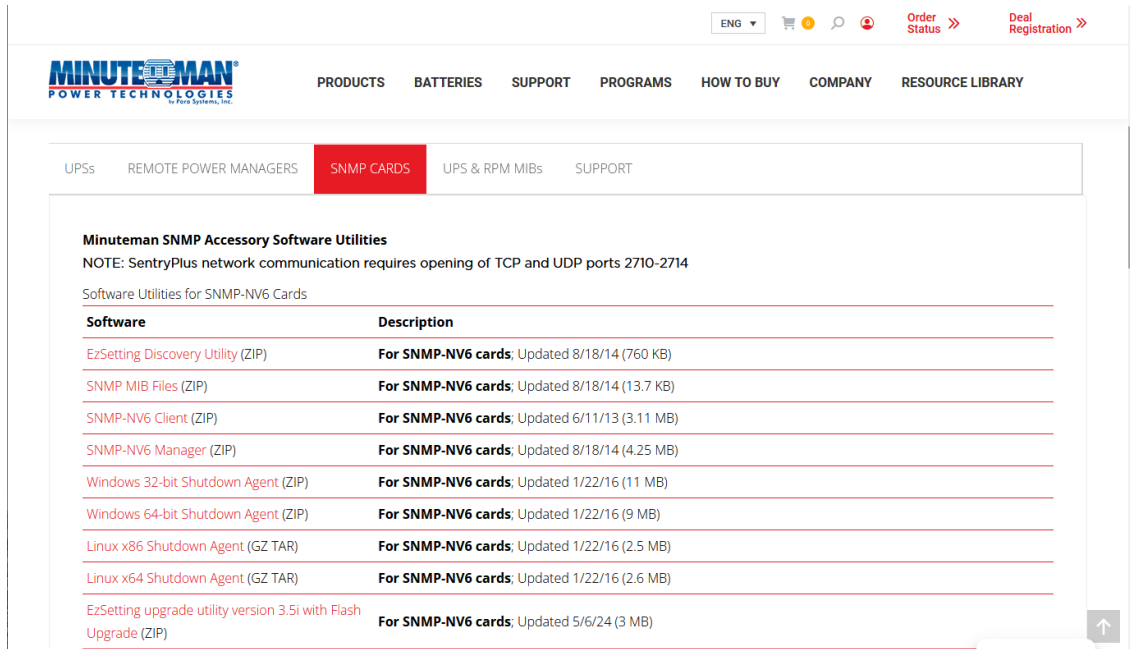 ENG ▼
0
Order
Status
Deal
Registration
MINUTEMAN®
POWER TECHNOLOGIES
by Para Systems, Inc.
PRODUCTS BATTERIES SUPPORT PROGRAMS HOW TO BUY COMPANY RESOURCE LIBRARY
UPSs REMOTE POWER MANAGERS SNMP CARDS UPS & RPM MIBs SUPPORT
Minuteman SNMP Accessory Software Utilities
NOTE: SentryPlus network communication requires opening of TCP and UDP ports 2710-2714
Software Utilities for SNMP-NV6 Cards
Software Description
EzSetting Discovery Utility (ZIP) For SNMP-NV6 cards; Updated 8/18/14 (760 KB)
SNMP MIB Files (ZIP) For SNMP-NV6 cards; Updated 8/18/14 (13.7 KB)
SNMP-NV6 Client (ZIP) For SNMP-NV6 cards; Updated 6/11/13 (3.11 MB)
SNMP-NV6 Manager (ZIP) For SNMP-NV6 cards; Updated 8/18/14 (4.25 MB)
Windows 32-bit Shutdown Agent (ZIP) For SNMP-NV6 cards; Updated 1/22/16 (11 MB)
Windows 64-bit Shutdown Agent (ZIP) For SNMP-NV6 cards; Updated 1/22/16 (9 MB)
Linux x86 Shutdown Agent (GZ TAR) For SNMP-NV6 cards; Updated 1/22/16 (2.5 MB)
Linux x64 Shutdown Agent (GZ TAR) For SNMP-NV6 cards; Updated 1/22/16 (2.6 MB)
EzSetting upgrade utility version 3.5i with Flash
Upgrade (ZIP)
For SNMP-NV6 cards; Updated 5/6/24 (3 MB)